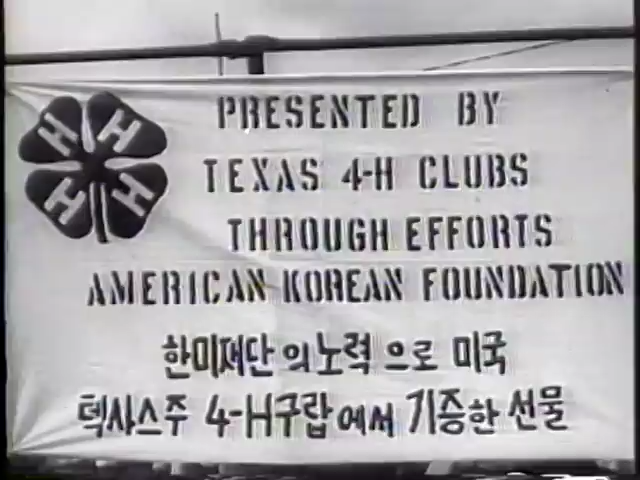 H H H H
PRESENTED BY
TEXAS 4-H CLUBS
THROUGH EFFORTS
AMERICAN KOREAN FOUNDATION
한미재단의 노력으로 미국
텍사스주 4-H구랍에서 기증한 선물